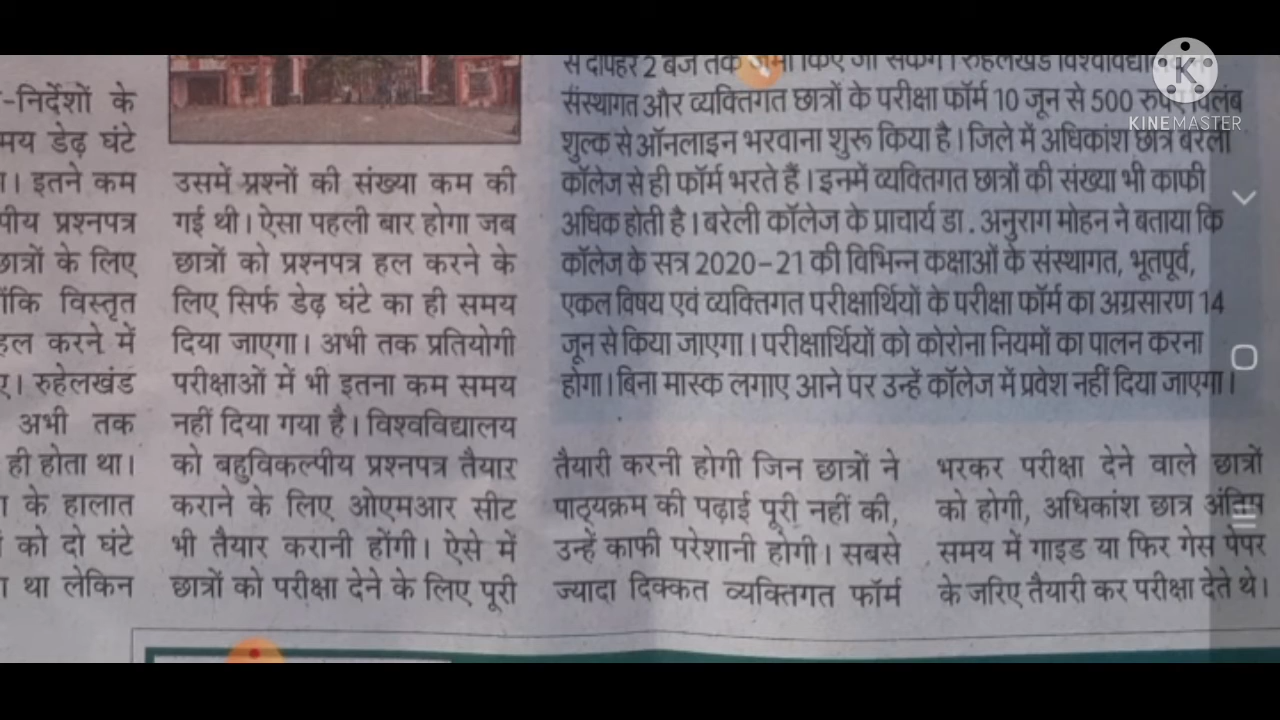 -निर्देशों के
डेढ़ घंटे
। इतने कम
प्रश्नपत्र
छात्रों के लिए
विस्तृत
हल करने में
। रुहेलखंड
अभी तक
ही होता था।
के हालात
को दो घंटे
था लेकिन
उसमें प्रश्नों की संख्या कम की
गई थी। ऐसा पहली बार होगा जब
छात्रों को प्रश्नपत्र हल करने के
लिए सिर्फ डेढ़ घंटे का ही समय
दिया जाएगा। अभी तक प्रतियोगी
परीक्षाओं में भी इतना कम समय
नहीं दिया गया है। विश्वविद्यालय
को बहुविकल्पीय प्रश्नपत्र तैयार
कराने के लिए ओएमआर सीट
भी तैयार करानी होंगी। ऐसे में
छात्रों को परीक्षा देने के लिए पूरी
से दोपहर 2 बजे तक जमा किए जा सकेंगे। रुहेलखंड
संस्थागत और व्यक्तिगत छात्रों के परीक्षा फॉर्म 10 जून से 500 रुपये विलंब
शुल्क से ऑनलाइन भरवाना शुरू किया है। जिले में अधिकांश छात्र बरेली
कॉलेज से ही फॉर्म भरते हैं। इनमें व्यक्तिगत छात्रों की संख्या भी काफी
अधिक होती है। बरेली कॉलेज के प्राचार्य डा. अनुराग मोहन ने बताया कि
कॉलेज के सत्र 2020-21 की विभिन्न कक्षाओं के संस्थागत, भूतपूर्व,
एकल विषय एवं व्यक्तिगत परीक्षार्थियों के परीक्षा फॉर्म का अग्रसारण 14
जून से किया जाएगा। परीक्षार्थियों को कोरोना नियमों का पालन करना
होगा। बिना मास्क लगाए आने पर उन्हें कॉलेज में प्रवेश नहीं दिया जाएगा।
तैयारी करनी होगी जिन छात्रों ने
पाठ्यक्रम की पढ़ाई पूरी नहीं की,
उन्हें काफी परेशानी होगी। सबसे
ज्यादा दिक्कत व्यक्तिगत फॉर्म
भरकर परीक्षा देने वाले छात्रों
को होगी, अधिकांश छात्र अंतिम
समय में गाइड या फिर गेस पेपर
के जरिए तैयारी कर परीक्षा देते थे।
K
KINEMASTER